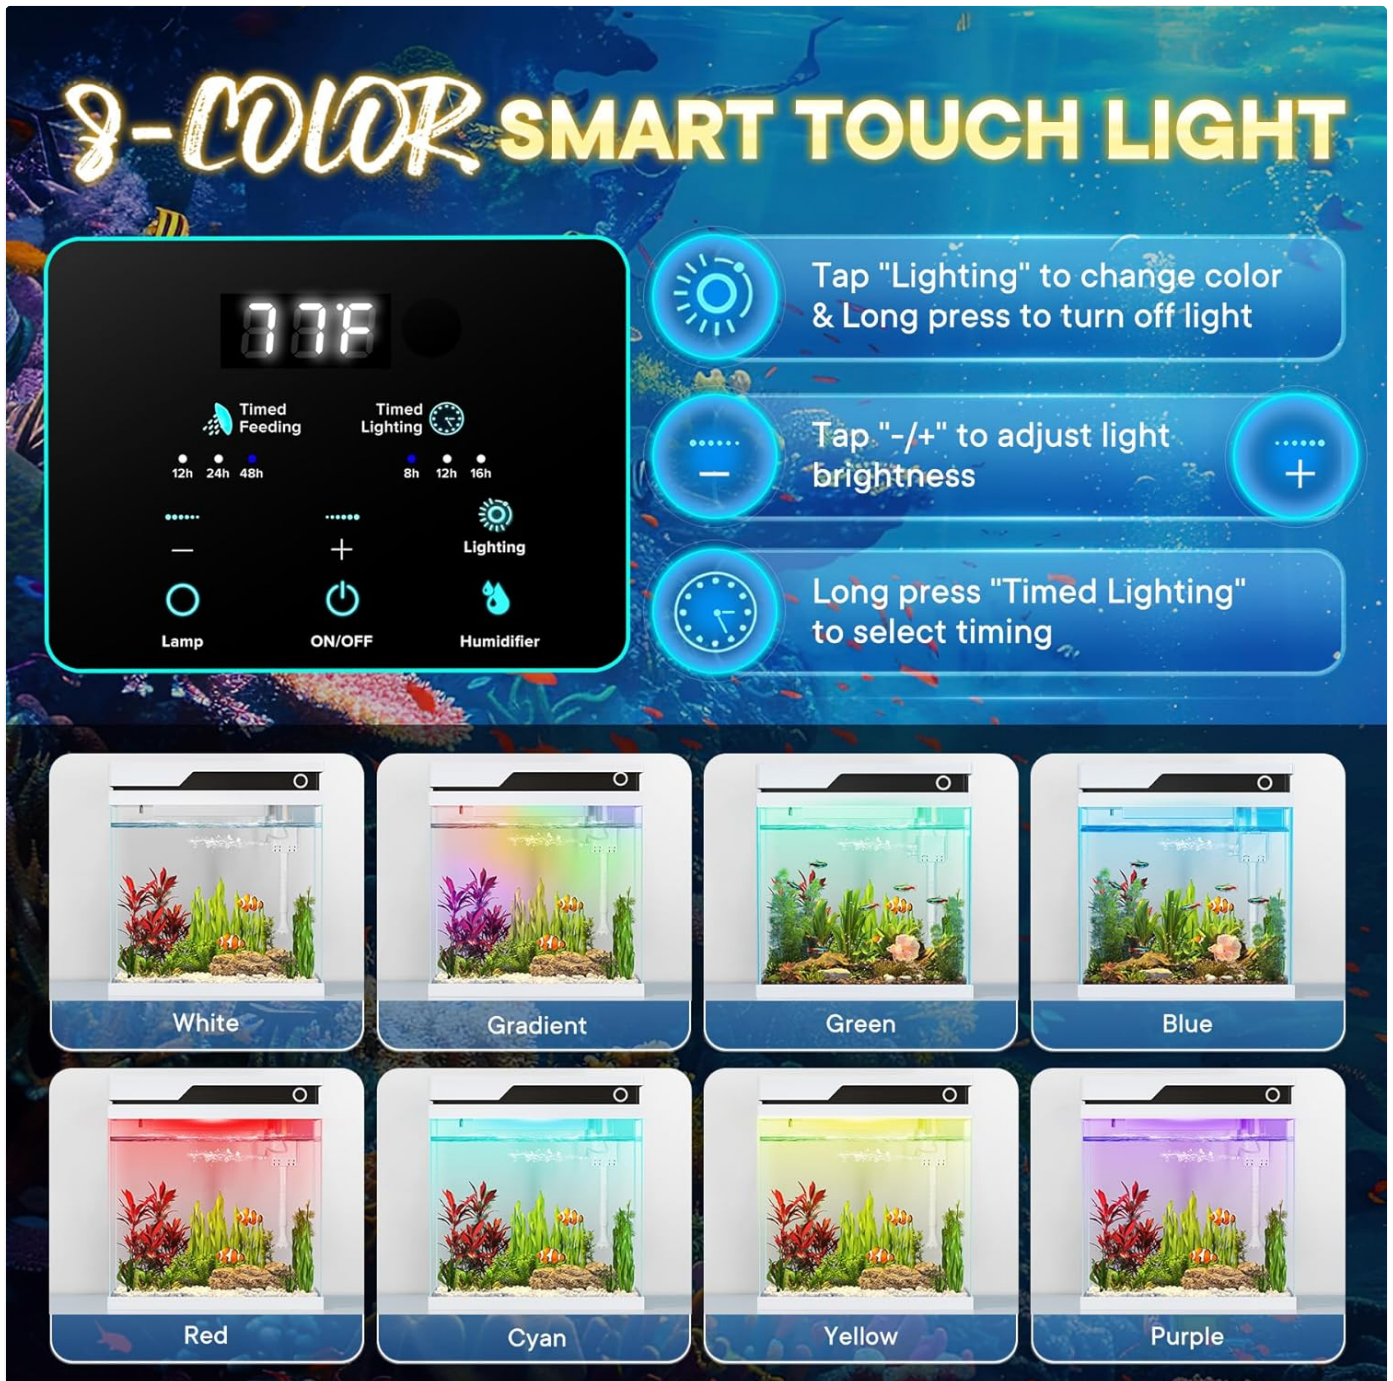 8-COLOR SMART TOUCH LIGHT
77°F
Timed
Feeding
Timed
Lighting
12h 24h 48h
8h 12h 16h
−
+
Lighting
Lamp
ON/OFF
Humidifier
Tap "Lighting" to change color
& Long press to turn off light
−
Tap "-/+" to adjust light
brightness
+
Long press "Timed Lighting"
to select timing
White
Gradient
Green
Blue
Red
Cyan
Yellow
Purple